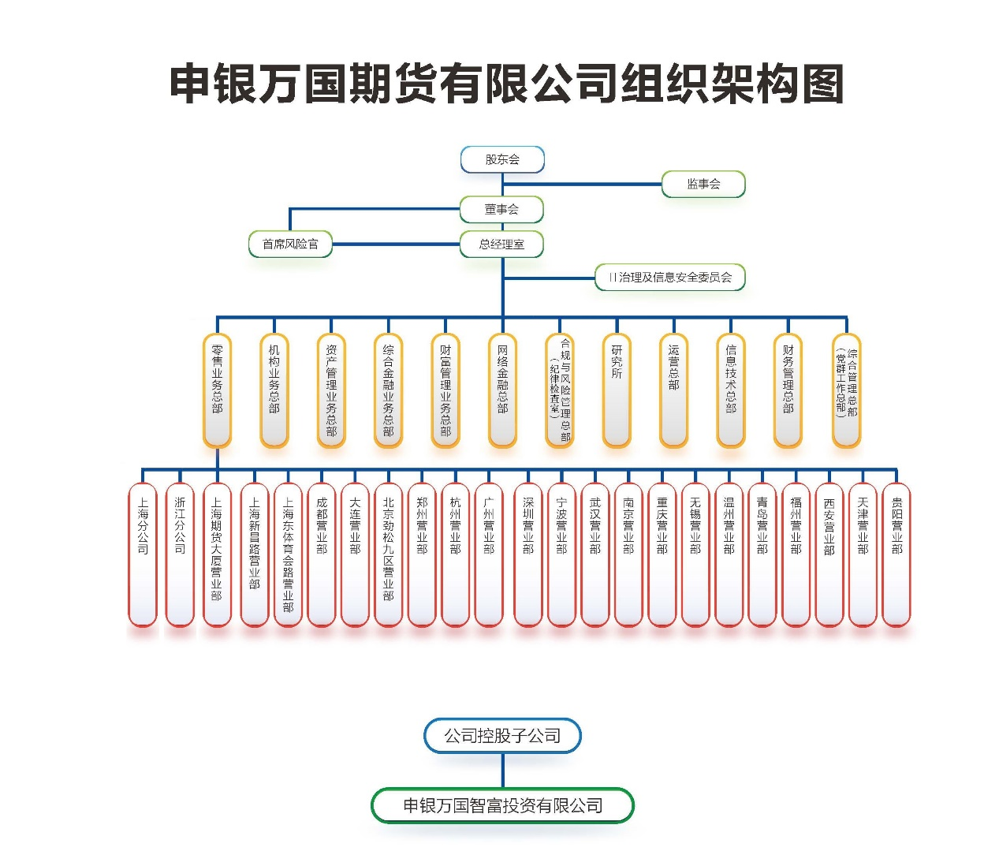 申银万国期货有限公司组织架构图
股东会
监事会
董事会
首席风险官
总经理室
IT治理及信息安全委员会
零售业务总部
机构业务总部
资产管理业务总部
综合金融业务总部
财富管理业务总部
网络金融总部
合规与风险管理总部
（纪律检查室）
研究所
运营总部
信息技术总部
财务管理总部
综合管理总部
（党群工作总部）
上海分公司
浙江分公司
上海期货大厦营业部
上海新昌路营业部
上海东体育会路营业部
成都营业部
大连营业部
北京劲松九区营业部
郑州营业部
杭州营业部
广州营业部
深圳营业部
宁波营业部
武汉营业部
南京营业部
重庆营业部
无锡营业部
温州营业部
青岛营业部
福州营业部
西安营业部
天津营业部
贵阳营业部
公司控股子公司
申银万国智富投资有限公司